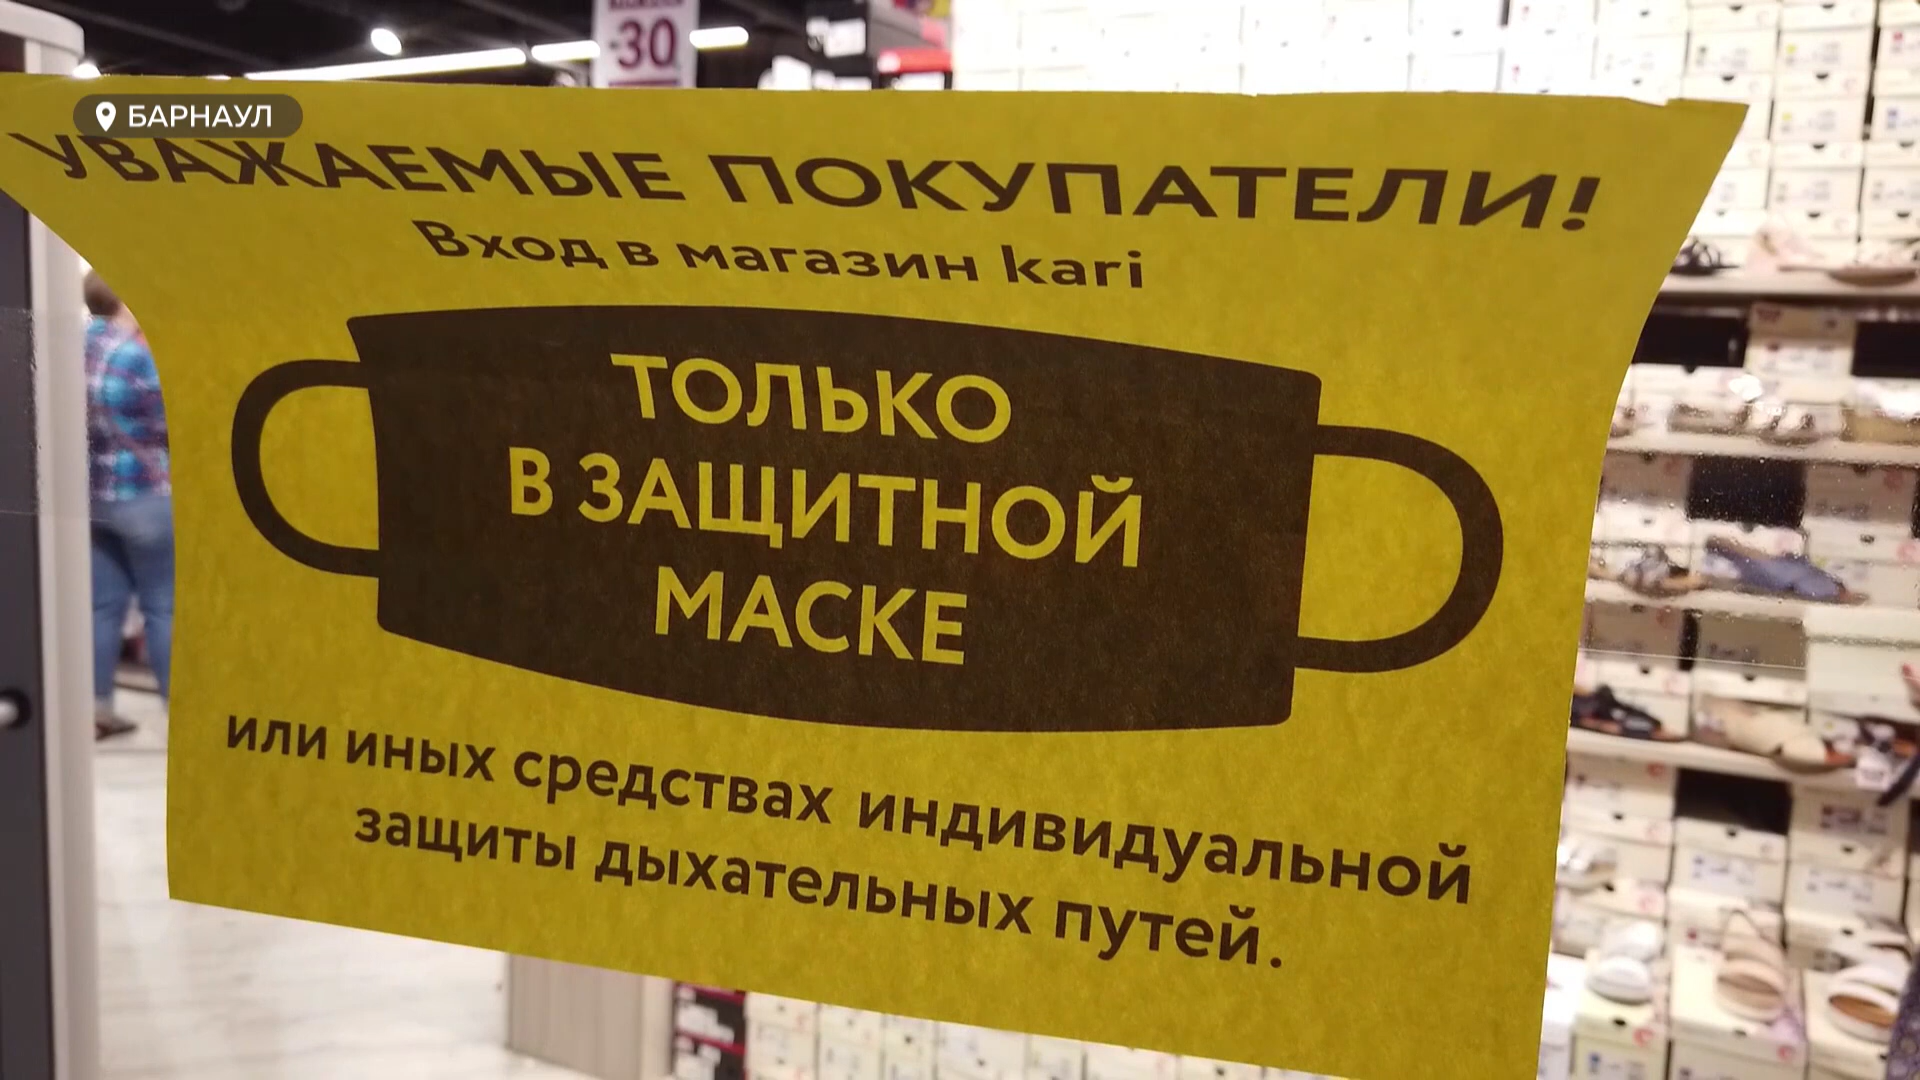 -30
БАРНАУЛ
УВАЖАЕМЫЕ ПОКУПАТЕЛИ!
Вход в магазин kari
ТОЛЬКО
В ЗАЩИТНОЙ
МАСКЕ
или иных средствах индивидуальной
защиты дыхательных путей.